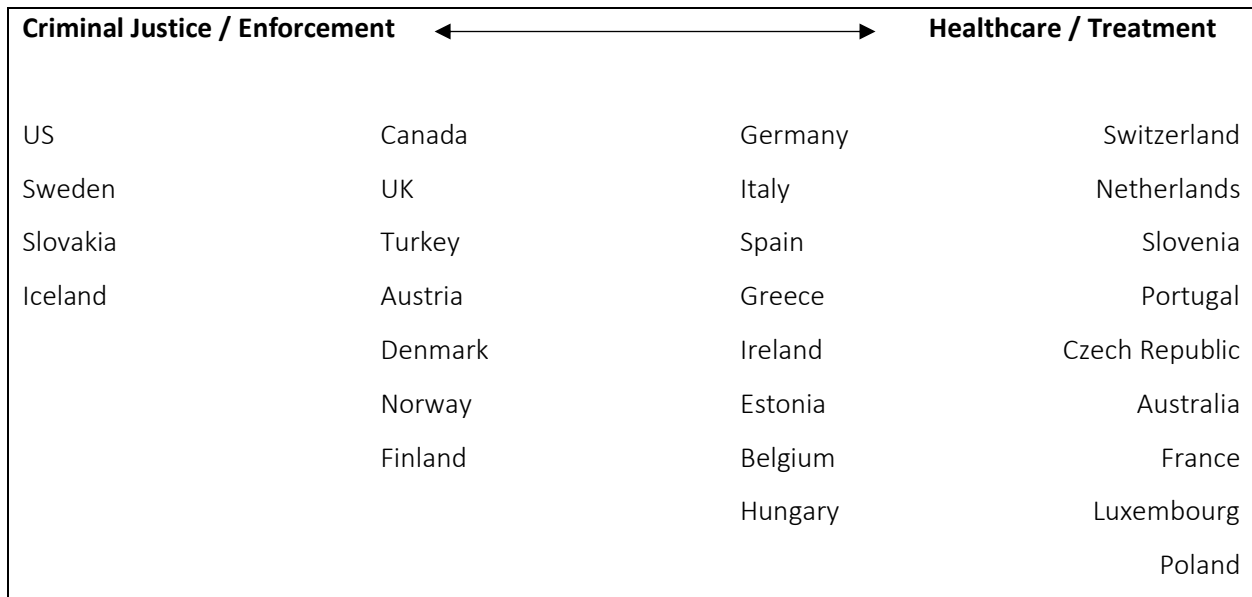 Criminal Justice / Enforcement Healthcare / Treatment
US Canada Germany Switzerland
Sweden UK Italy Netherlands
Slovakia Turkey Spain Slovenia
Iceland Austria Greece Portugal
Denmark Ireland Czech Republic
Norway Estonia Australia
Finland Belgium France
Hungary Luxembourg
Poland